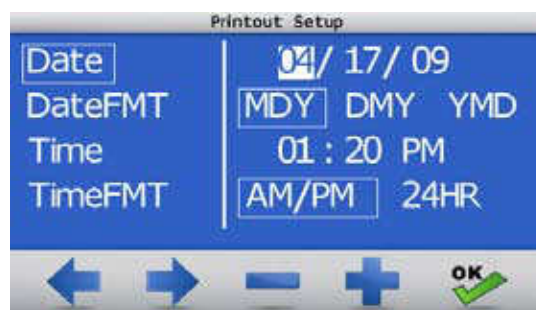 Printout Setup
Date 04/ 17/ 09
DateFMT MDY DMY YMD
Time 01 : 20 PM
TimeFMT AM/PM 24HR
OK